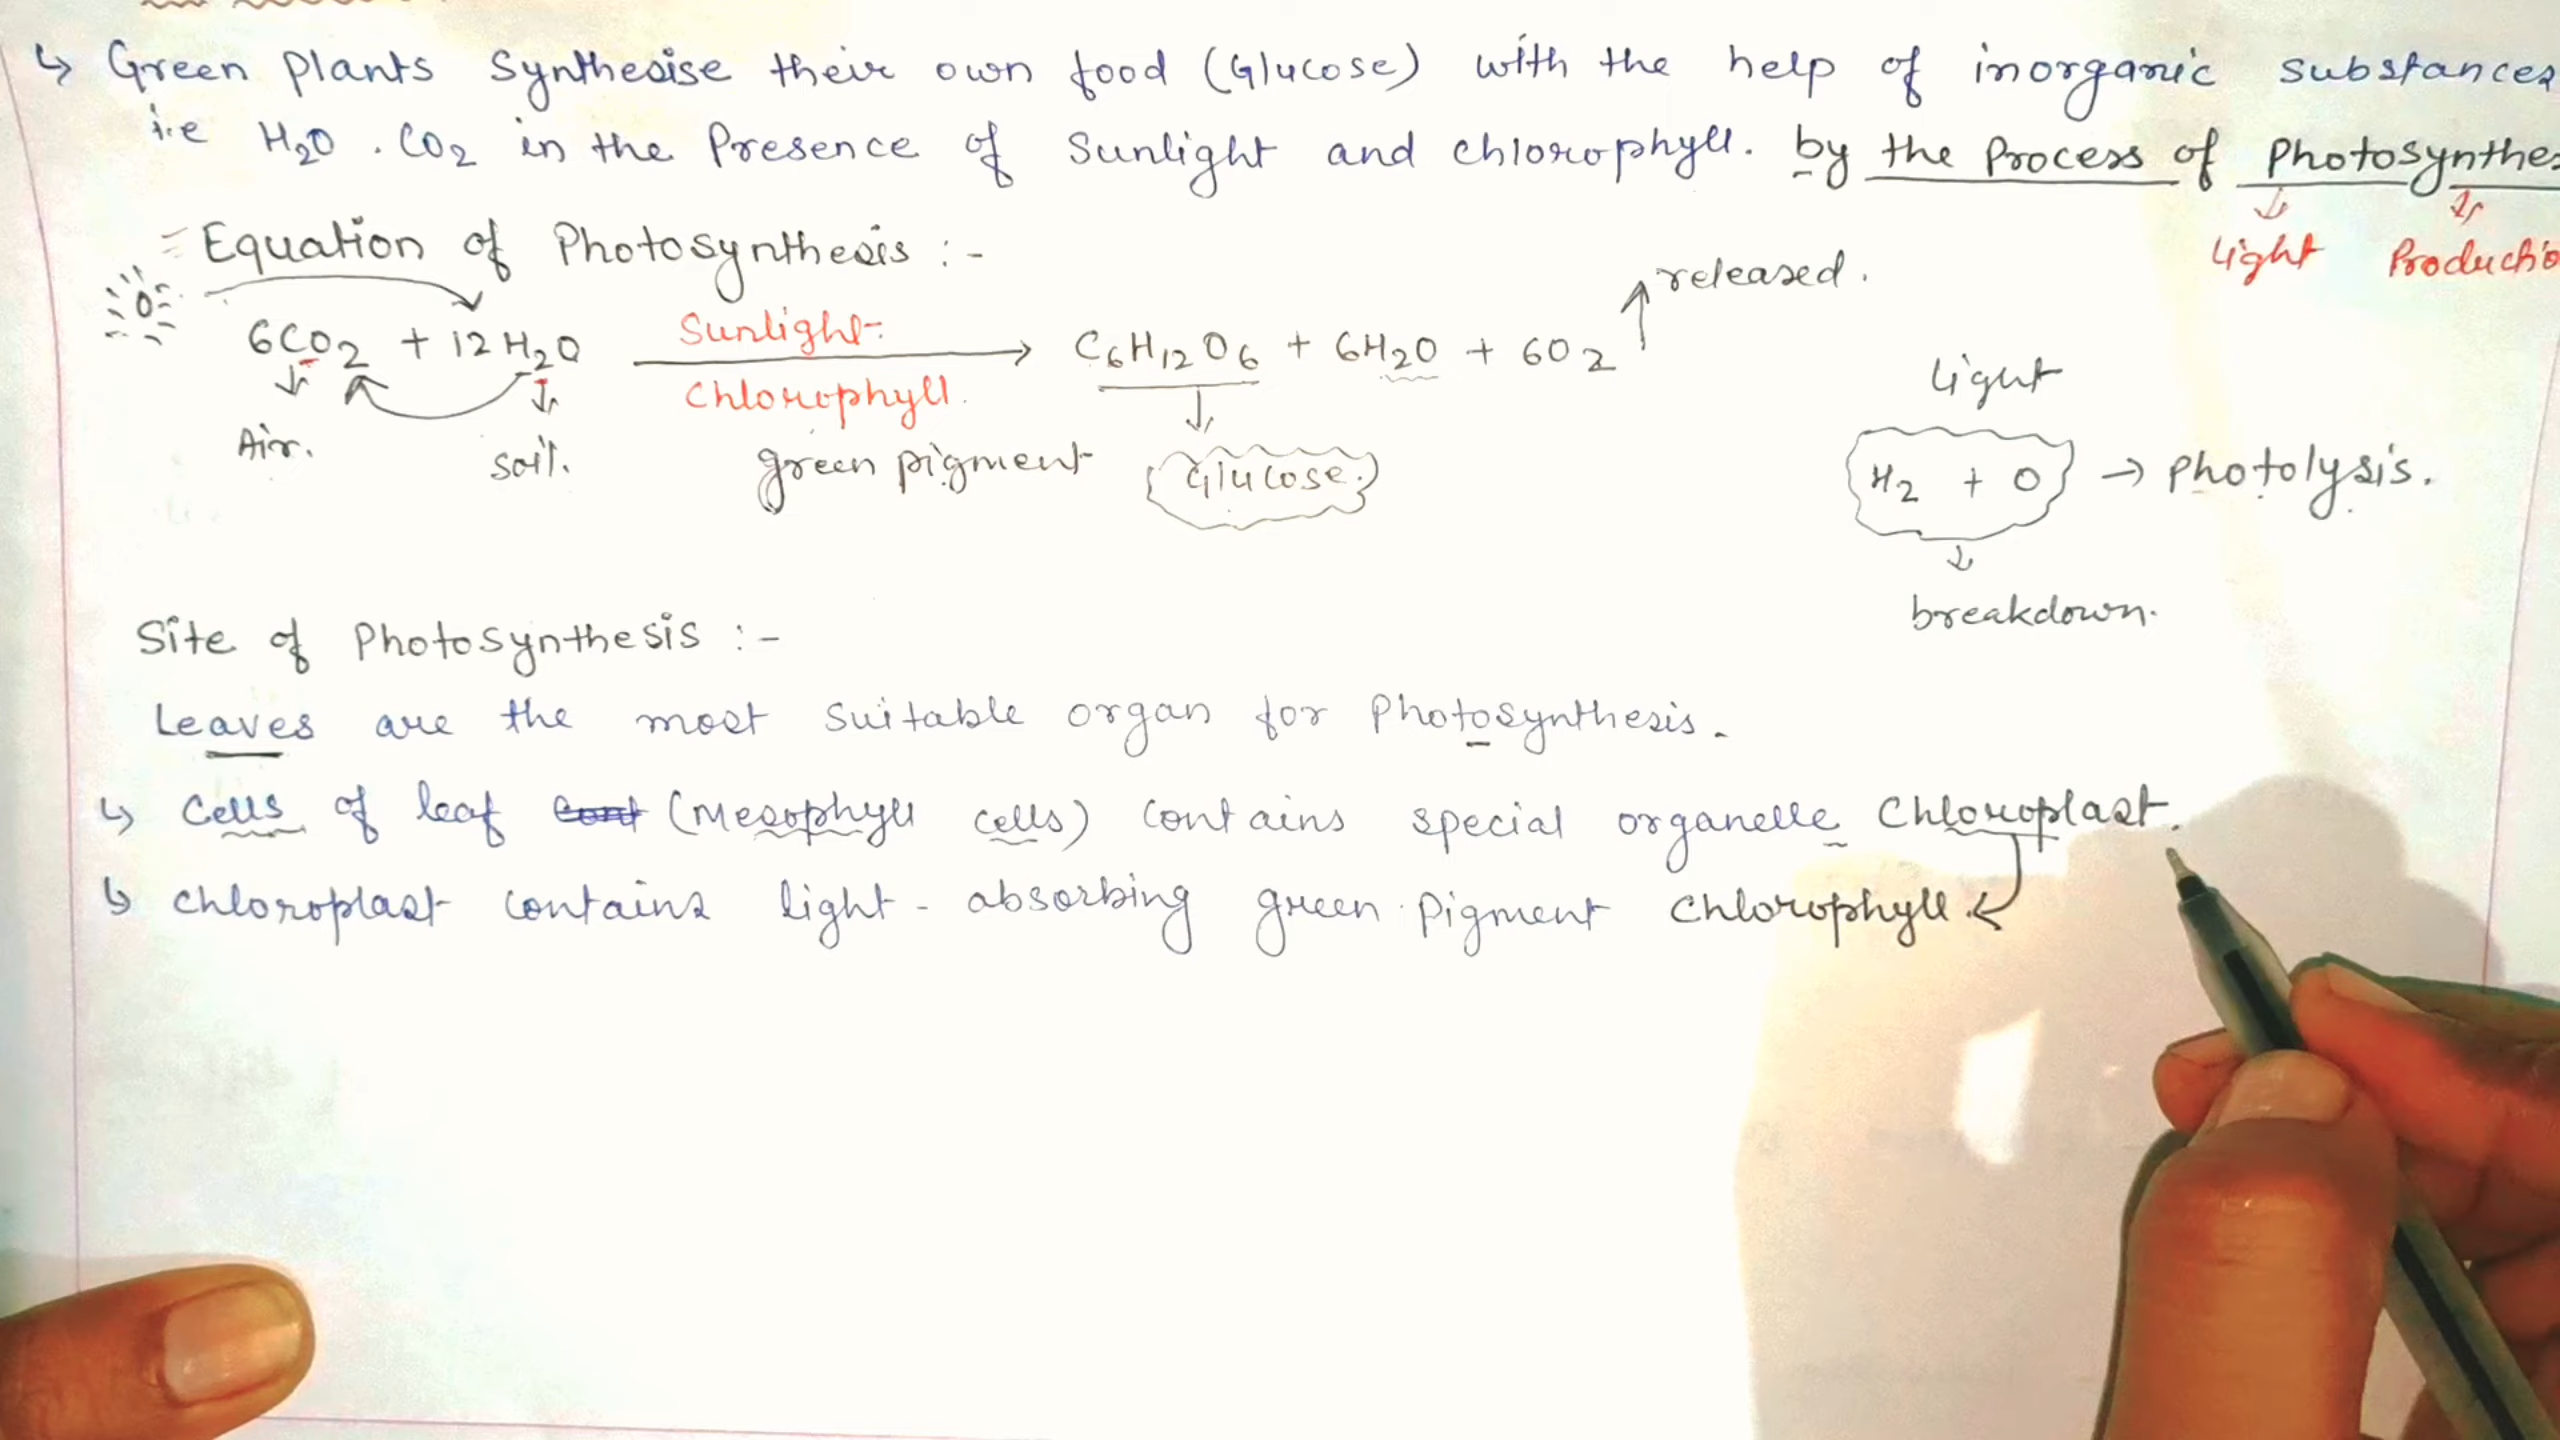 ↳ Green plants synthesise their own food (Glucose) with the help of inorganic substances
i.e H₂O . CO₂ in the Presence of Sunlight and chlorophyll. by the Process of Photosynthes
Light Productio
Equation of Photosynthesis :-
released.
6CO₂ + 12H₂O Sunlight → C₆H₁₂O₆ + 6H₂O + 6O₂ ↑
Chlorophyll.
Air. soil. green pigment Glucose.
Light
H₂ + O → Photolysis.
breakdown.
Site of Photosynthesis :-
Leaves are the most suitable organ for Photosynthesis.
↳ Cells of leaf (Mesophyll cells) contains special organelle Chloroplast.
↳ chloroplast contains light - absorbing green pigment chlorophyll.